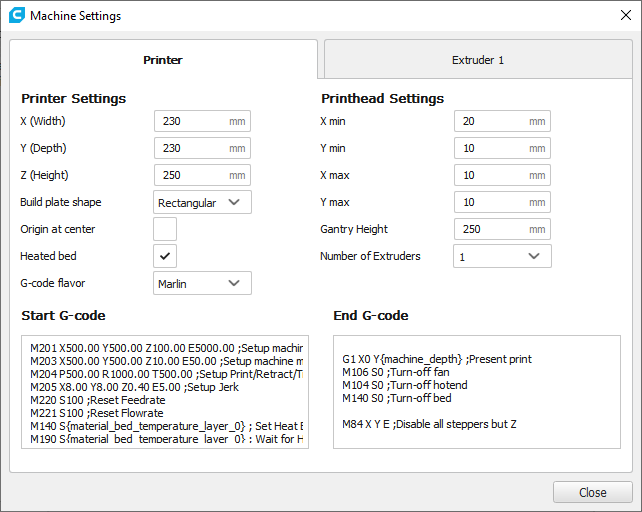 Machine Settings
Printer
Extruder 1
Printer Settings
X (Width)
230 mm
Y (Depth)
230 mm
Z (Height)
250 mm
Build plate shape
Rectangular
Origin at center
Heated bed
G-code flavor
Marlin
Printhead Settings
X min
20 mm
Y min
10 mm
X max
10 mm
Y max
10 mm
Gantry Height
250 mm
Number of Extruders
1
Start G-code
M201 X500.00 Y500.00 Z100.00 E5000.00 ;Setup machin
M203 X500.00 Y500.00 Z10.00 E50.00 ;Setup machine m
M204 P500.00 R1000.00 T500.00 ;Setup Print/Retract/T
M205 X8.00 Y8.00 Z0.40 E5.00 ;Setup Jerk
M220 S100 ;Reset Feedrate
M221 S100 ;Reset Flowrate
M140 S{material_bed_temperature_layer_0} ; Set Heat
M190 S{material_bed_temperature_layer_0} ; Wait for H
End G-code
G1 X0 Y{machine_depth} ;Present print
M106 S0 ;Turn-off fan
M104 S0 ;Turn-off hotend
M140 S0 ;Turn-off bed
M84 X Y E ;Disable all steppers but Z
Close